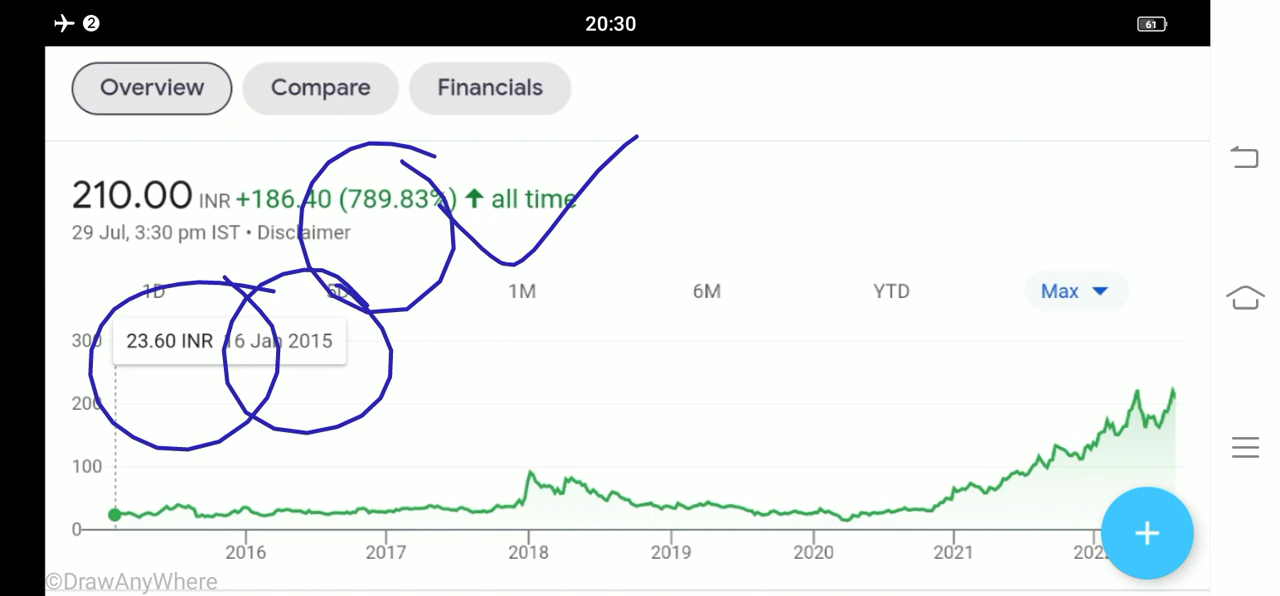 2 20:30 61
Overview Compare Financials
210.00 INR +186.40 (789.83%) ↑ all time
29 Jul, 3:30 pm IST • Disclaimer
1D 5D 1M 6M YTD Max
23.60 INR 16 Jan 2015
300
200
100
0
2016 2017 2018 2019 2020 2021
+
©DrawAnyWhere